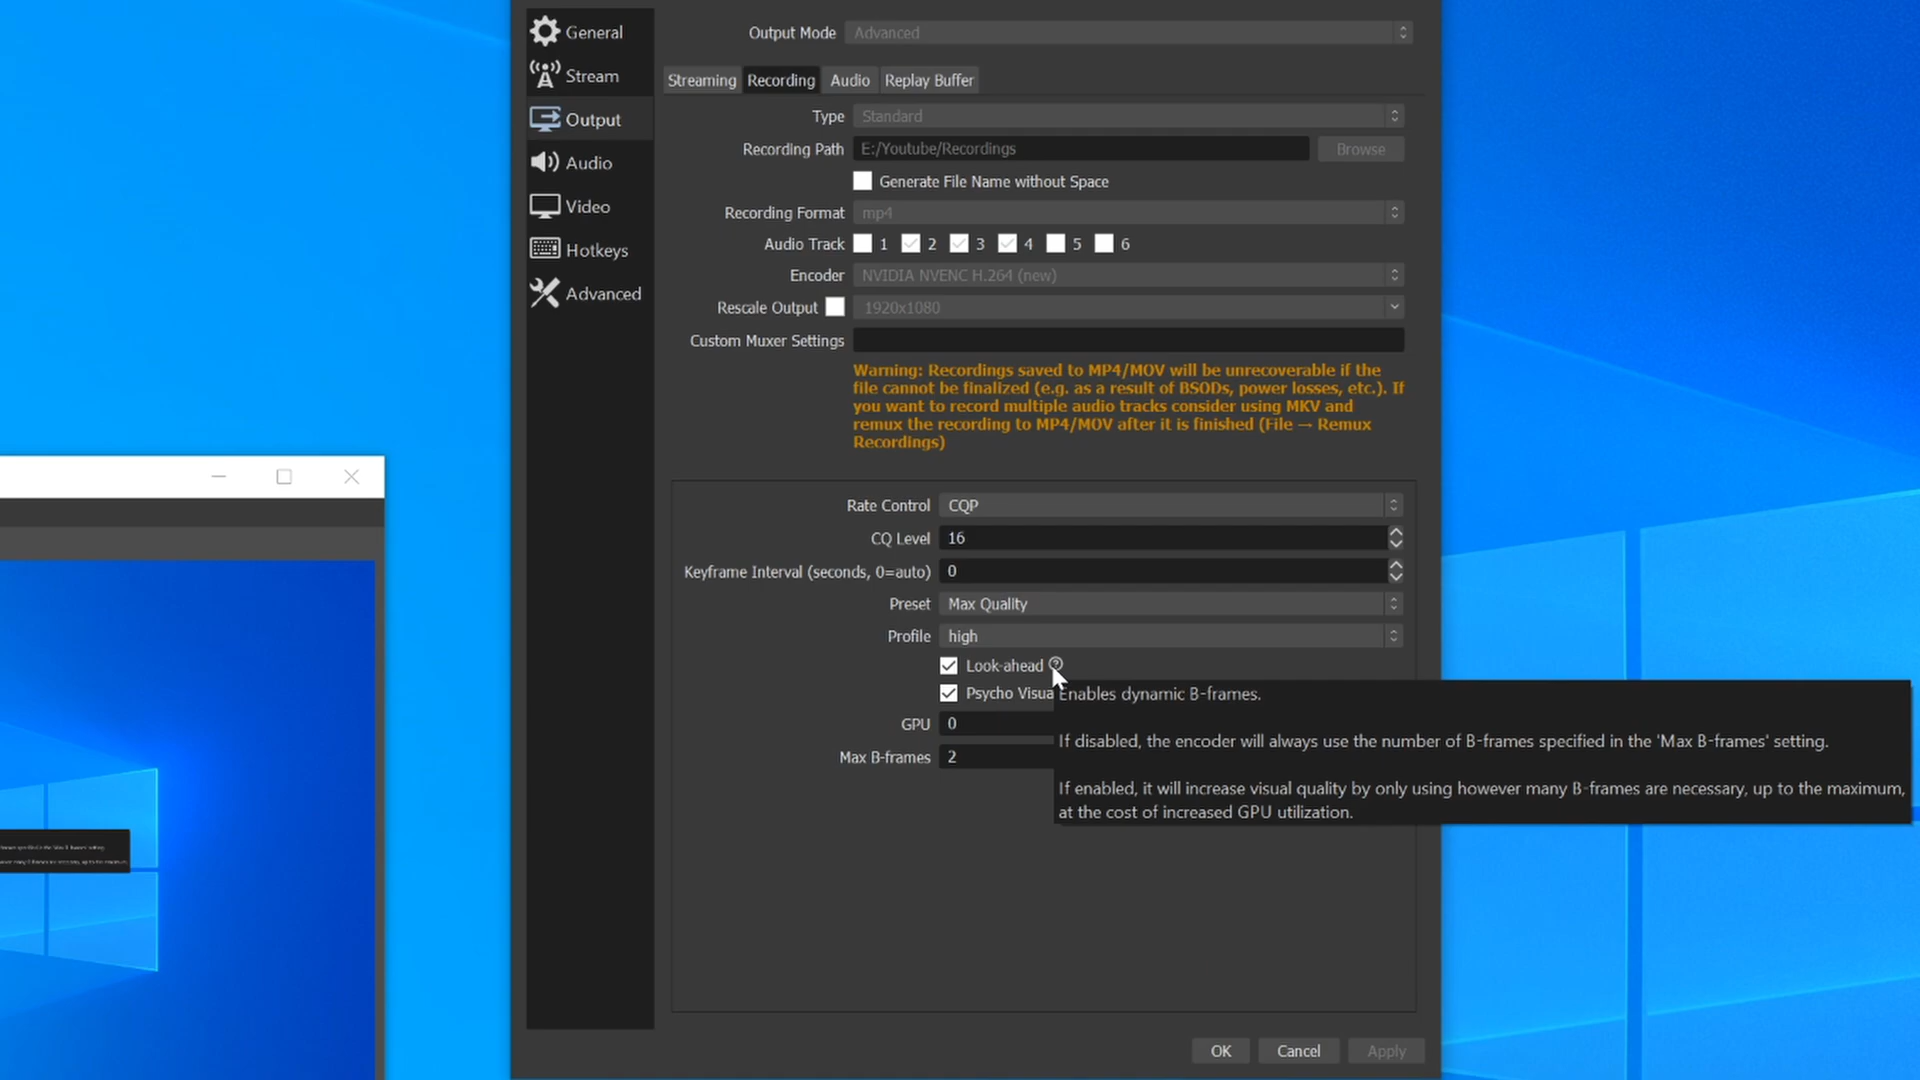 General
Stream
Output
Audio
Video
Hotkeys
Advanced
Output Mode Advanced
Streaming Recording Audio Replay Buffer
Type Standard
Recording Path E:/Youtube/Recordings Browse
Generate File Name without Space
Recording Format mp4
Audio Track 1 2 3 4 5 6
Encoder NVIDIA NVENC H.264 (new)
Rescale Output 1920x1080
Custom Muxer Settings
Warning: Recordings saved to MP4/MOV will be unrecoverable if the
file cannot be finalized (e.g. as a result of BSODs, power losses, etc.). If
you want to record multiple audio tracks consider using MKV and
remux the recording to MP4/MOV after it is finished (File → Remux
Recordings)
Rate Control CQP
CQ Level 16
Keyframe Interval (seconds, 0=auto) 0
Preset Max Quality
Profile high
Look-ahead ?
Psycho Visua
GPU 0
Max B-frames 2
Enables dynamic B-frames.
If disabled, the encoder will always use the number of B-frames specified in the 'Max B-frames' setting.
If enabled, it will increase visual quality by only using however many B-frames are necessary, up to the maximum,
at the cost of increased GPU utilization.
OK Cancel Apply